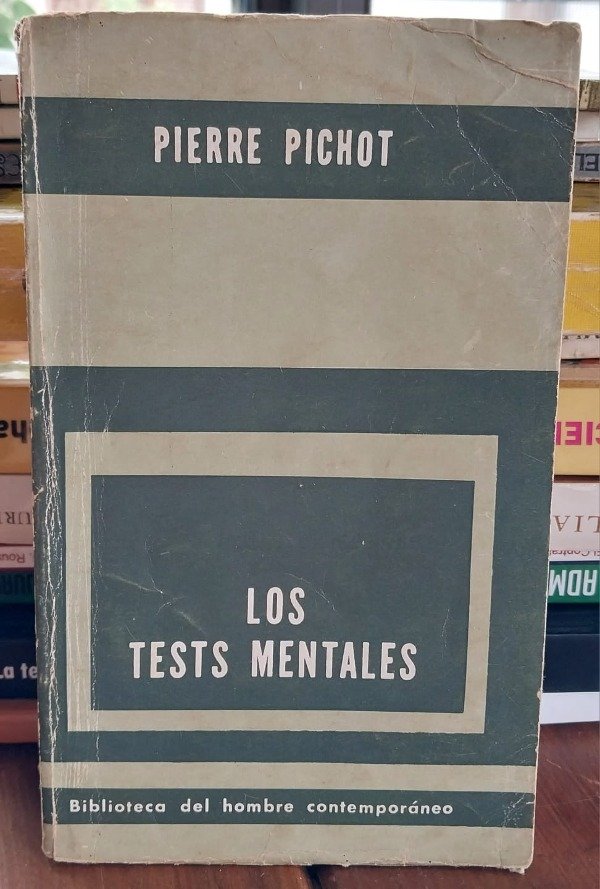 PIERRE PICHOT
LOS
TESTS MENTALES
Biblioteca del hombre contemporáneo